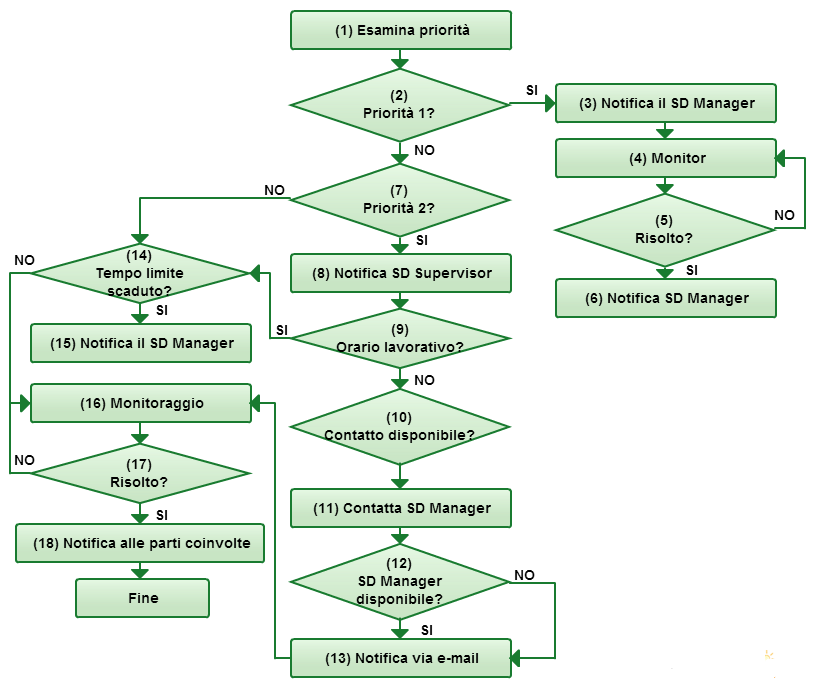 (1) Esamina priorità
(2)
Priorità 1?
SI
(3) Notifica il SD Manager
NO
(4) Monitor
(5)
Risolto?
NO
SI
(6) Notifica SD Manager
(7)
Priorità 2?
NO
SI
(8) Notifica SD Supervisor
(9)
Orario lavorativo?
SI
NO
(10)
Contatto disponibile?
(11) Contatta SD Manager
(12)
SD Manager
disponibile?
NO
SI
(13) Notifica via e-mail
(14)
Tempo limite
scaduto?
NO
SI
(15) Notifica il SD Manager
(16) Monitoraggio
(17)
Risolto?
NO
SI
(18) Notifica alle parti coinvolte
Fine